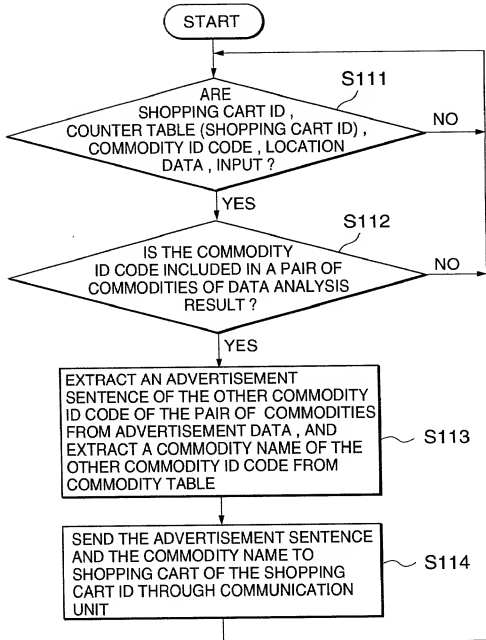 START
ARE
SHOPPING CART ID ,
COUNTER TABLE (SHOPPING CART ID) ,
COMMODITY ID CODE , LOCATION
DATA , INPUT ?
S111
NO
YES
S112
IS THE COMMODITY
ID CODE INCLUDED IN A PAIR OF
COMMODITIES OF DATA ANALYSIS
RESULT ?
NO
YES
EXTRACT AN ADVERTISEMENT
SENTENCE OF THE OTHER COMMODITY
ID CODE OF THE PAIR OF COMMODITIES
FROM ADVERTISEMENT DATA , AND
EXTRACT A COMMODITY NAME OF THE
OTHER COMMODITY ID CODE FROM
COMMODITY TABLE
S113
SEND THE ADVERTISEMENT SENTENCE
AND THE COMMODITY NAME TO
SHOPPING CART OF THE SHOPPING
CART ID THROUGH COMMUNICATION
UNIT
S114